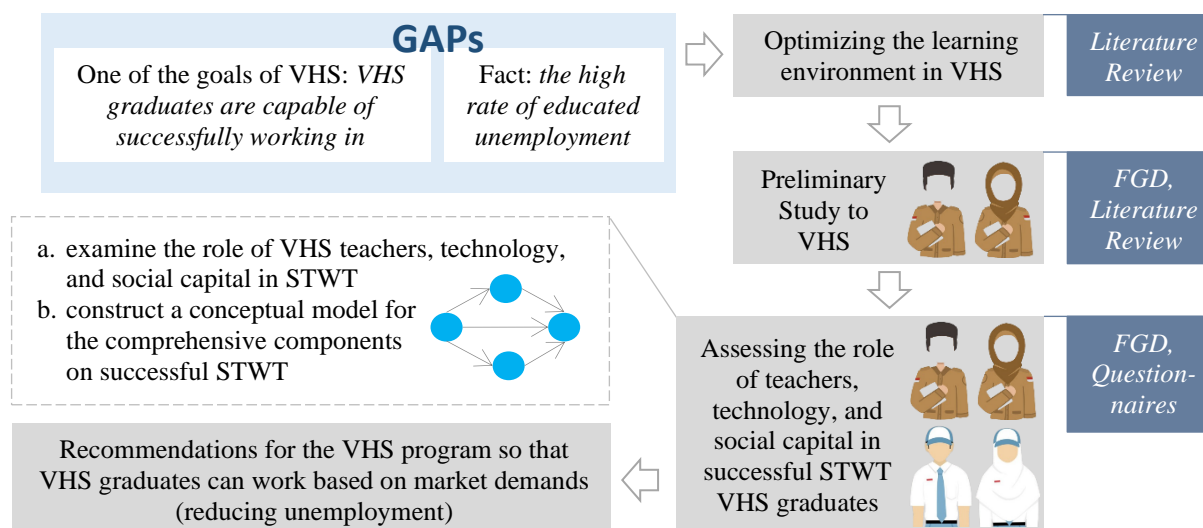 GAPs
One of the goals of VHS: VHS
graduates are capable of
successfully working in
Fact: the high
rate of educated
unemployment
Optimizing the learning
environment in VHS
Literature
Review
Preliminary
Study to
VHS
FGD,
Literature
Review
a. examine the role of VHS teachers, technology,
and social capital in STWT
b. construct a conceptual model for
the comprehensive components
on successful STWT
Assessing the role
of teachers,
technology, and
social capital in
successful STWT
VHS graduates
FGD,
Question-
naires
Recommendations for the VHS program so that
VHS graduates can work based on market demands
(reducing unemployment)